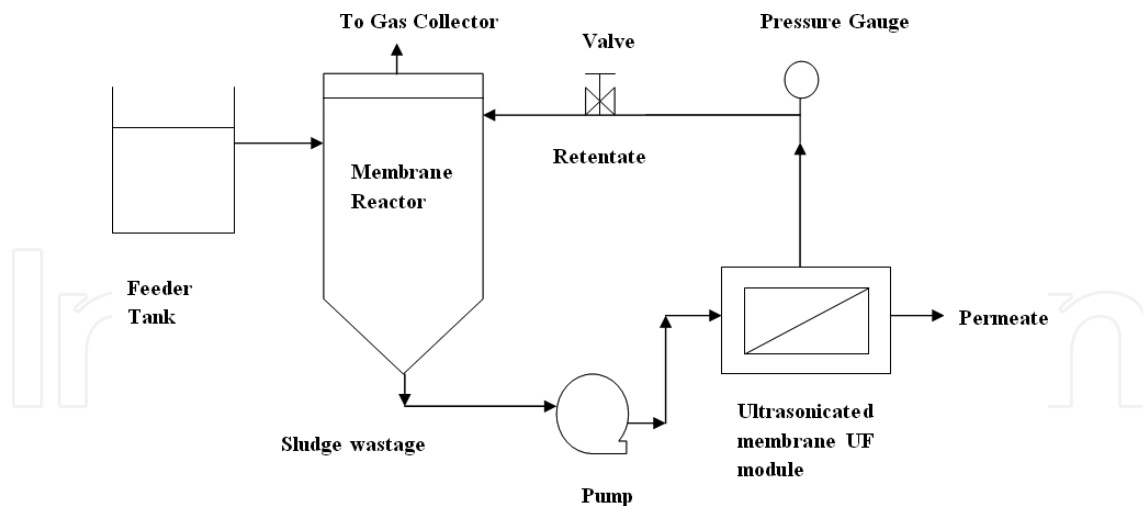 To Gas Collector
Valve
Pressure Gauge
Retentate
Membrane
Reactor
Feeder
Tank
Permeate
Sludge wastage
Ultrasonicated
membrane UF
module
Pump